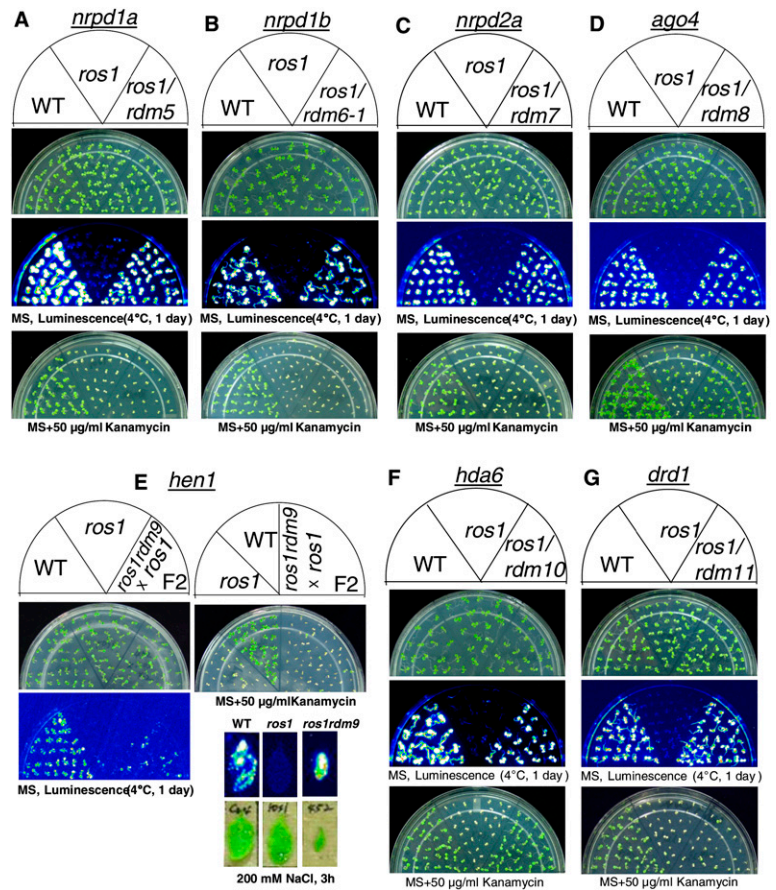 A nrpd1a
WT
ros1
ros1/
rdm5
MS, Luminescence(4°C, 1 day)
MS+50 µg/ml Kanamycin
B nrpd1b
WT
ros1
ros1/
rdm6-1
MS, Luminescence(4°C, 1 day)
MS+50 µg/ml Kanamycin
C nrpd2a
WT
ros1
ros1/
rdm7
MS, Luminescence(4°C, 1 day)
MS+50 µg/ml Kanamycin
D ago4
WT
ros1
ros1/
rdm8
MS, Luminescence(4°C, 1 day)
MS+50 µg/ml Kanamycin
E hen1
WT
ros1
ros1rdm9
x ros1
F2
MS, Luminescence(4°C, 1 day)
ros1
WT
ros1rdm9
x ros1
F2
MS+50 µg/mlKanamycin
WT ros1 ros1rdm9
200 mM NaCl, 3h
F hda6
WT
ros1
ros1/
rdm10
MS, Luminescence (4°C, 1 day)
MS+50 µg/ml Kanamycin
G drd1
WT
ros1
ros1/
rdm11
MS, Luminescence (4°C, 1 day)
MS+50 µg/ml Kanamycin